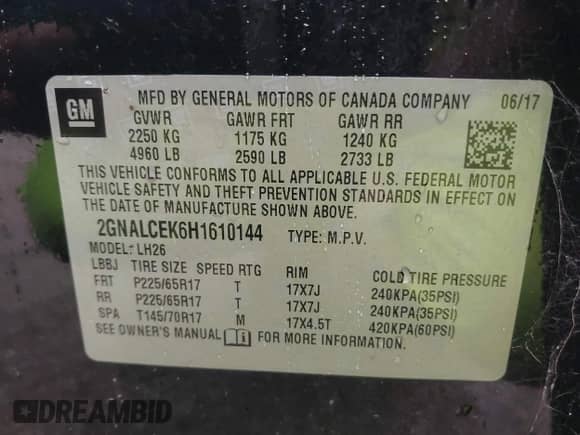 GM MFD BY GENERAL MOTORS OF CANADA COMPANY 06/17
GVWR GAWR FRT GAWR RR
2250 KG 1175 KG 1240 KG
4960 LB 2590 LB 2733 LB
THIS VEHICLE CONFORMS TO ALL APPLICABLE U.S. FEDERAL MOTOR
VEHICLE SAFETY AND THEFT PREVENTION STANDARDS IN EFFECT ON
THE DATE OF MANUFACTURE SHOWN ABOVE.
2GNALCEK6H1610144 TYPE: M.P.V.
MODEL: LH26
LBBJ TIRE SIZE SPEED RTG RIM COLD TIRE PRESSURE
FRT P225/65R17 T 17X7J 240KPA(35PSI)
RR P225/65R17 T 17X7J 240KPA(35PSI)
SPA T145/70R17 M 17X4.5T 420KPA(60PSI)
SEE OWNER'S MANUAL FOR MORE INFORMATION.
DREAMBID